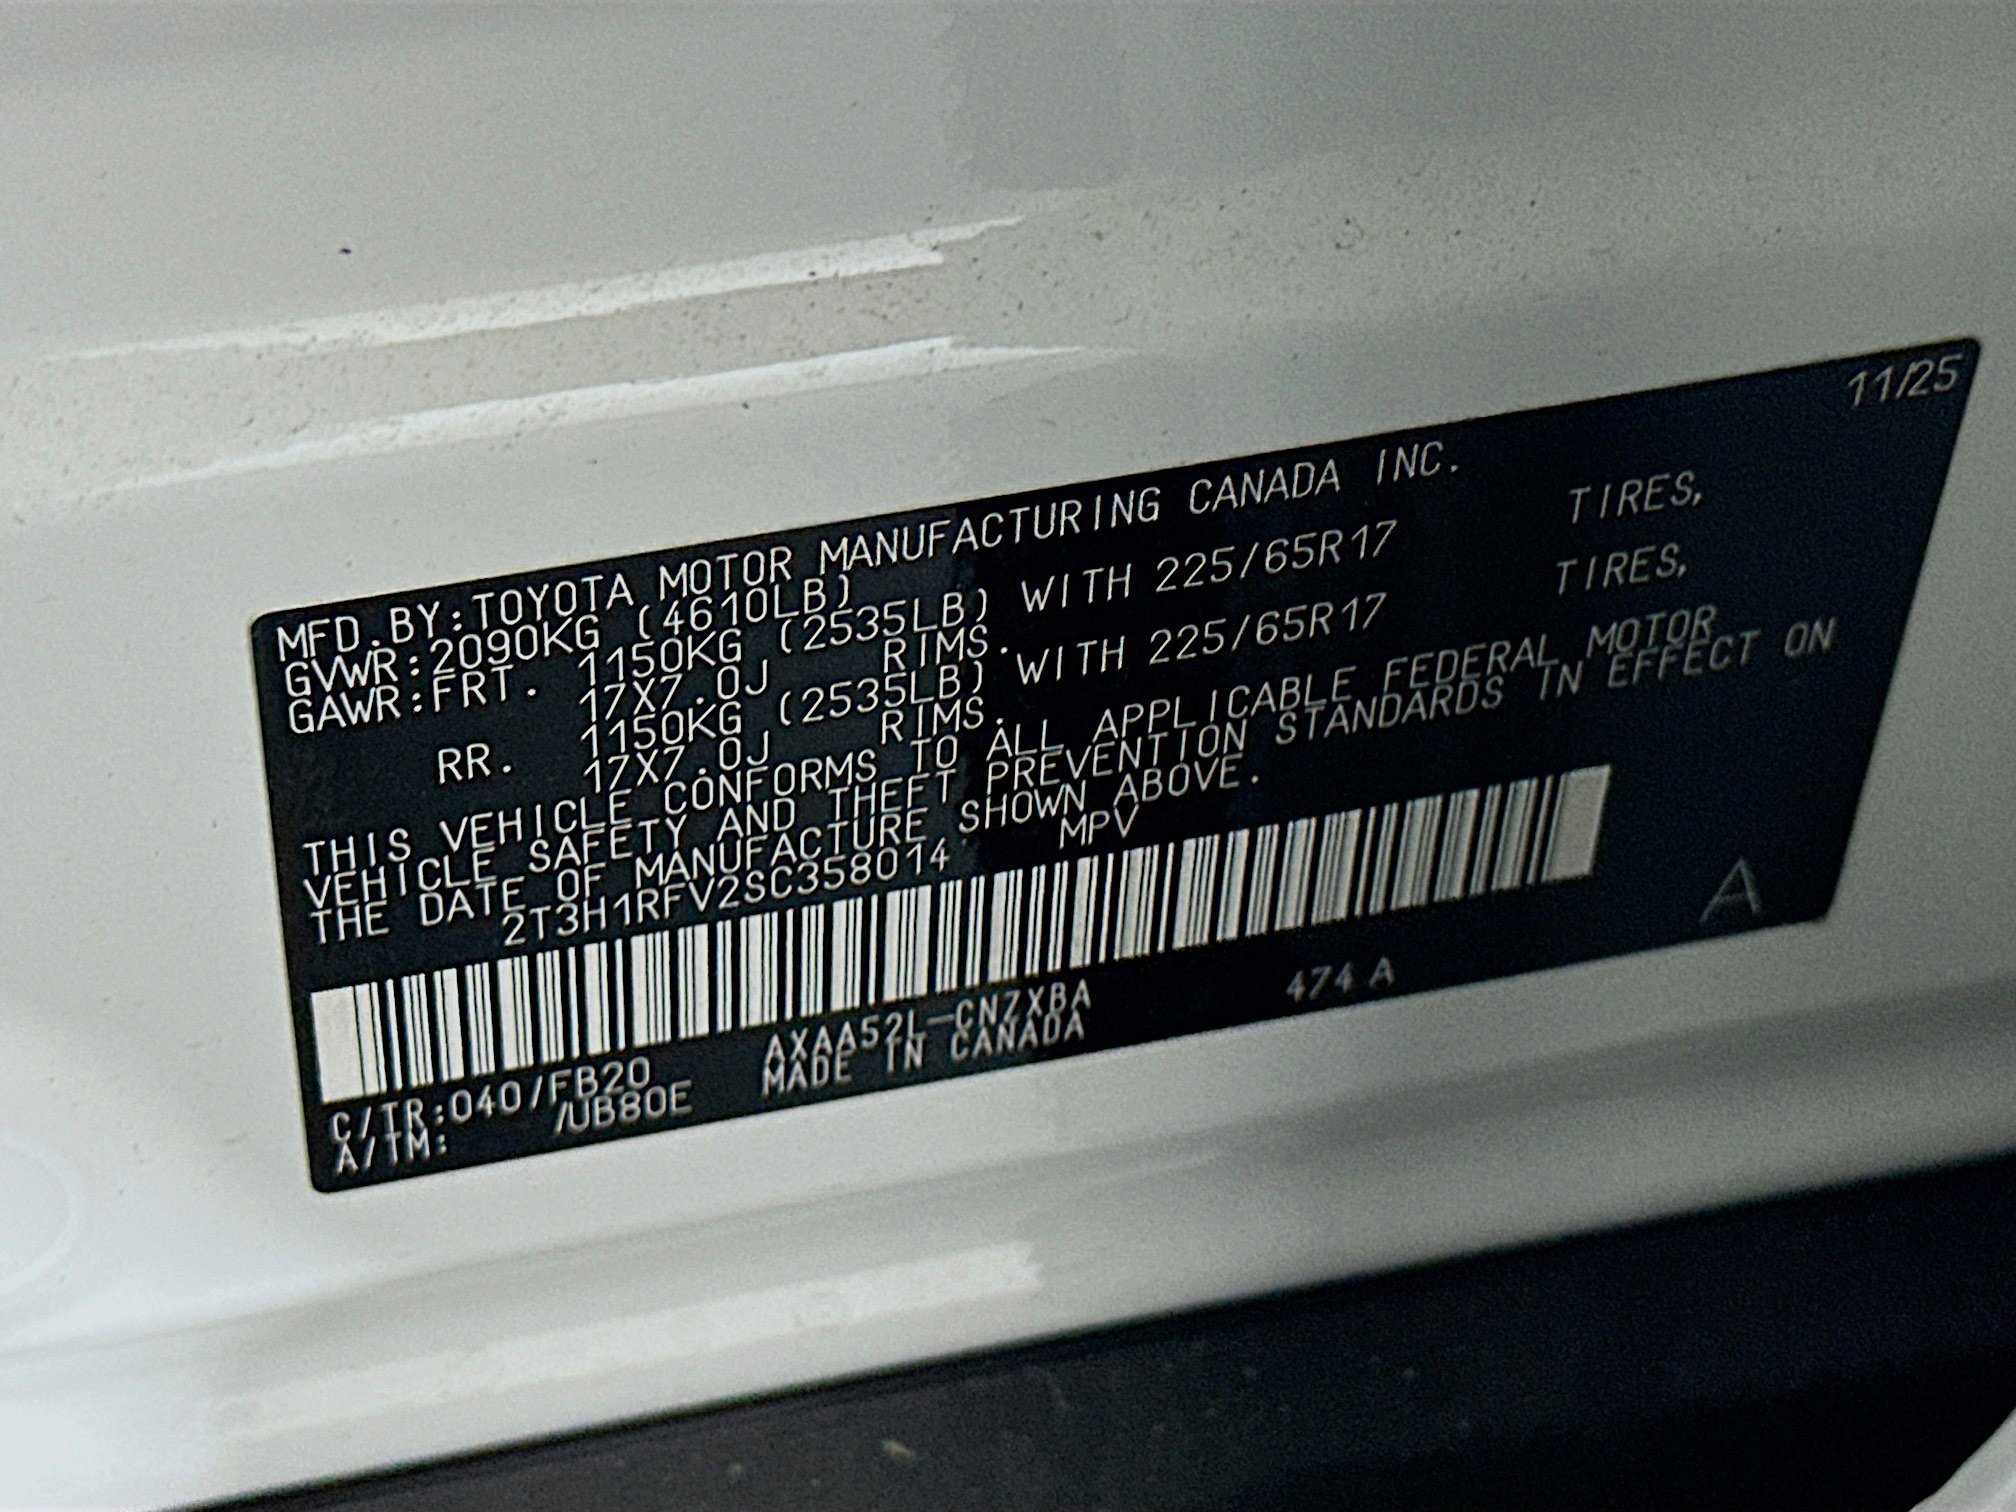 11/25
MFD.BY:TOYOTA MOTOR MANUFACTURING CANADA INC.
GVWR:2090KG (4610LB)
GAWR:FRT. 1150KG (2535LB) WITH 225/65R17 TIRES,
17X7.0J RIMS.
RR. 1150KG (2535LB) WITH 225/65R17 TIRES,
17X7.0J RIMS.
THIS VEHICLE CONFORMS TO ALL APPLICABLE FEDERAL MOTOR
VEHICLE SAFETY AND THEFT PREVENTION STANDARDS IN EFFECT ON
THE DATE OF MANUFACTURE SHOWN ABOVE.
2T3H1RFV2SC358014 MPV
A
C/TR:040/FB20 AXAA52L-CNZXBA 474 A
A/TM: /UB80E MADE IN CANADA